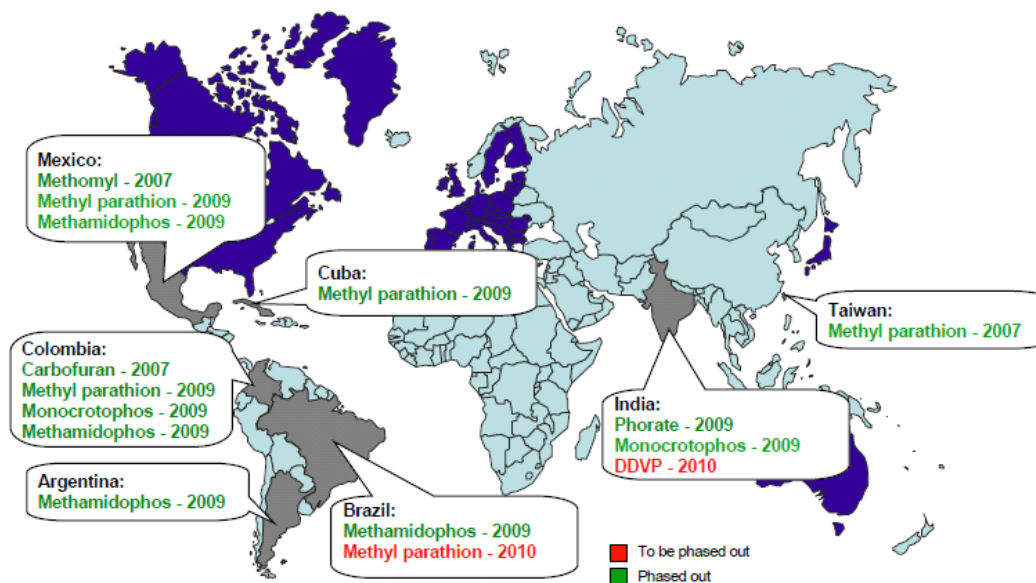 Mexico:
Methomyl - 2007
Methyl parathion - 2009
Methamidophos - 2009
Cuba:
Methyl parathion - 2009
Taiwan:
Methyl parathion - 2007
Colombia:
Carbofuran - 2007
Methyl parathion - 2009
Monocrotophos - 2009
Methamidophos - 2009
India:
Phorate - 2009
Monocrotophos - 2009
DDVP - 2010
Argentina:
Methamidophos - 2009
Brazil:
Methamidophos - 2009
Methyl parathion - 2010
To be phased out
Phased out